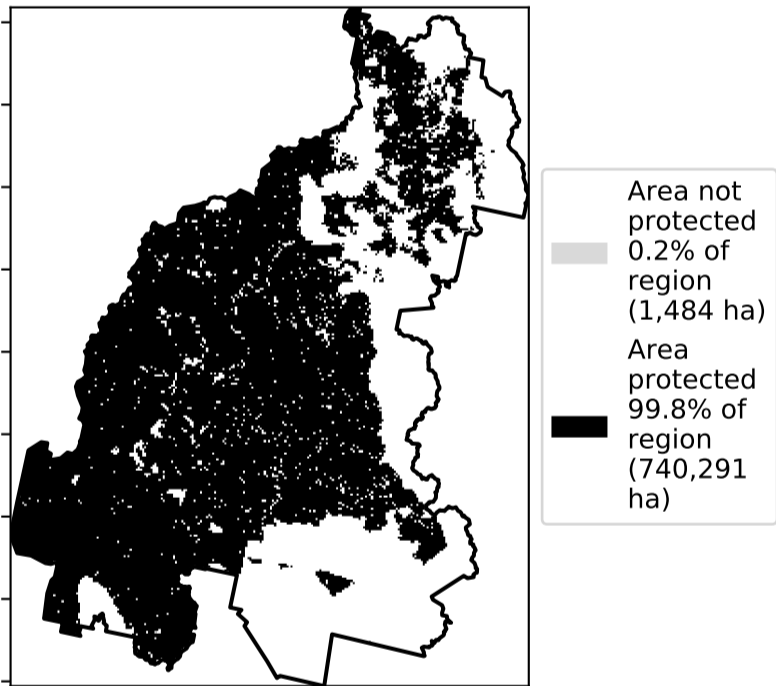 Area not
protected
0.2% of
region
(1,484 ha)
Area
protected
99.8% of
region
(740,291
ha)